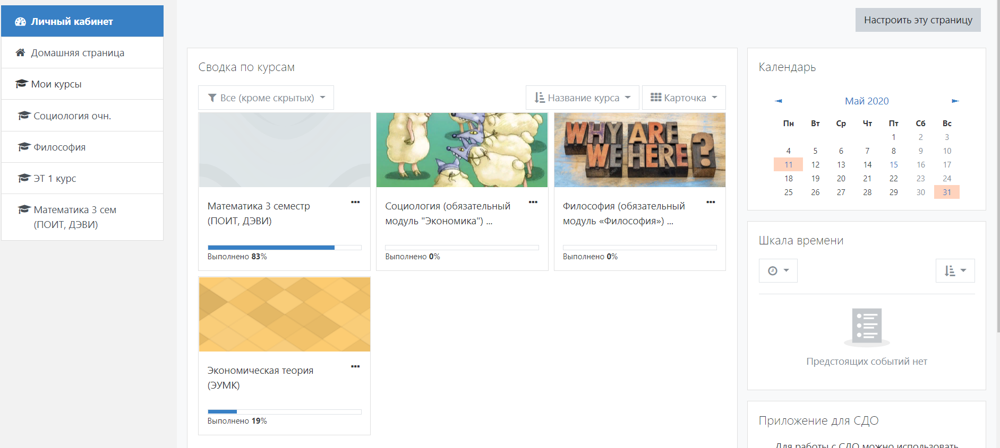 Личный кабинет
Домашняя страница
Мои курсы
Социология очн.
Философия
ЭТ 1 курс
Математика 3 сем
(ПОИТ, ДЭВИ)
Настроить эту страницу
Сводка по курсам
Все (кроме скрытых)
Название курса
Карточка
WHY ARE
WE HERE ?
Математика 3 семестр
(ПОИТ, ДЭВИ)
Выполнено 83%
Социология (обязательный
модуль "Экономика") ...
Выполнено 0%
Философия (обязательный
модуль «Философия») ...
Выполнено 0%
Экономическая теория
(ЭУМК)
Выполнено 19%
Календарь
Май 2020
Пн Вт Ср Чт Пт Сб Вс
1 2 3
4 5 6 7 8 9 10
11 12 13 14 15 16 17
18 19 20 21 22 23 24
25 26 27 28 29 30 31
Шкала времени
Предстоящих событий нет
Приложение для СДО
Для работы с СДО можно использовать